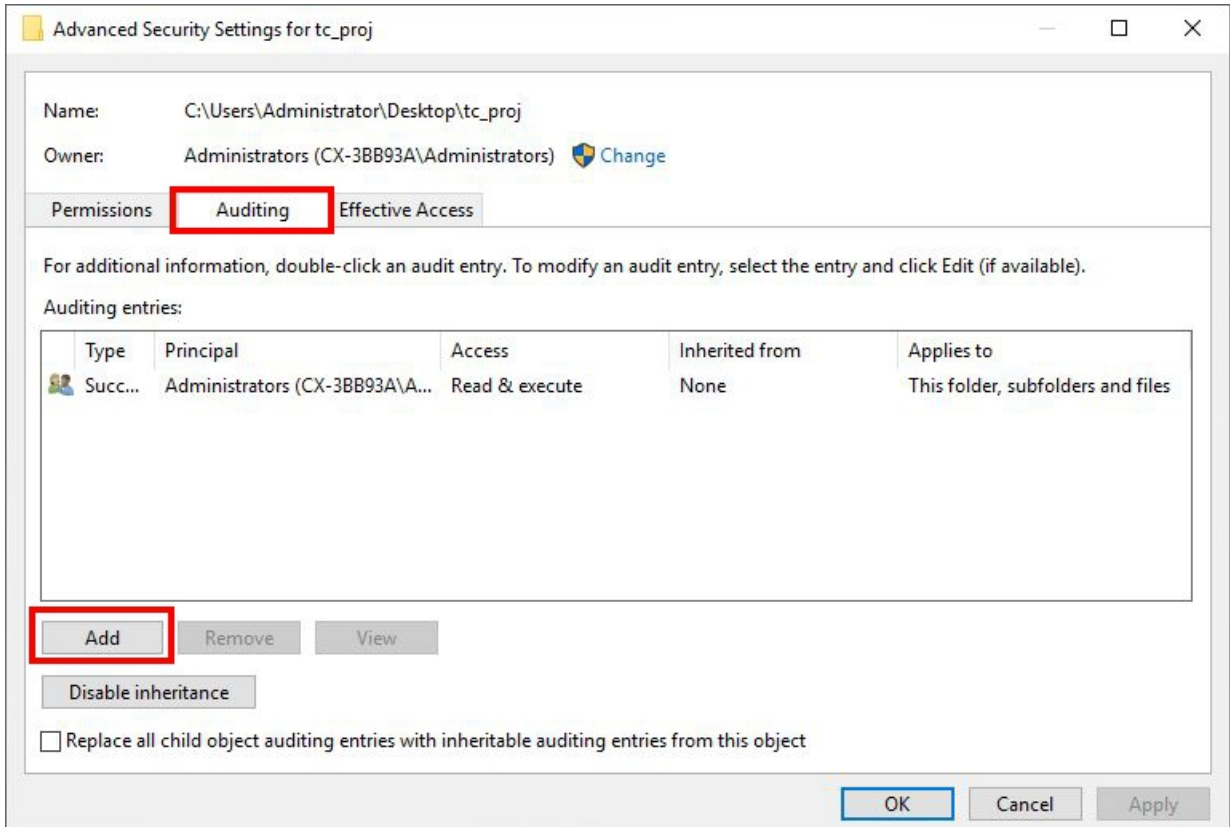 Advanced Security Settings for tc_proj
Name: C:\Users\Administrator\Desktop\tc_proj
Owner: Administrators (CX-3BB93A\Administrators) Change
Permissions Auditing Effective Access
For additional information, double-click an audit entry. To modify an audit entry, select the entry and click Edit (if available).
Auditing entries:
Type Principal Access Inherited from Applies to
Succ... Administrators (CX-3BB93A\A... Read & execute None This folder, subfolders and files
Add Remove View
Disable inheritance
Replace all child object auditing entries with inheritable auditing entries from this object
OK Cancel Apply